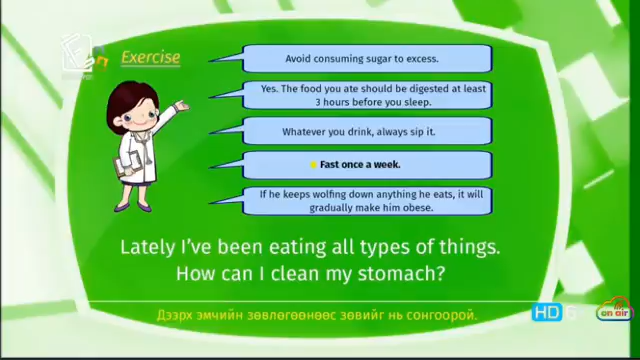 Exercise
Avoid consuming sugar to excess.
Yes. The food you ate should be digested at least
3 hours before you sleep.
Whatever you drink, always sip it.
Fast once a week.
If he keeps wolfing down anything he eats, it will
gradually make him obese.
Lately I've been eating all types of things.
How can I clean my stomach?
Дээрх эмчийн зөвлөгөөнөөс зөвийг нь сонгоорой.
HD 6
on air